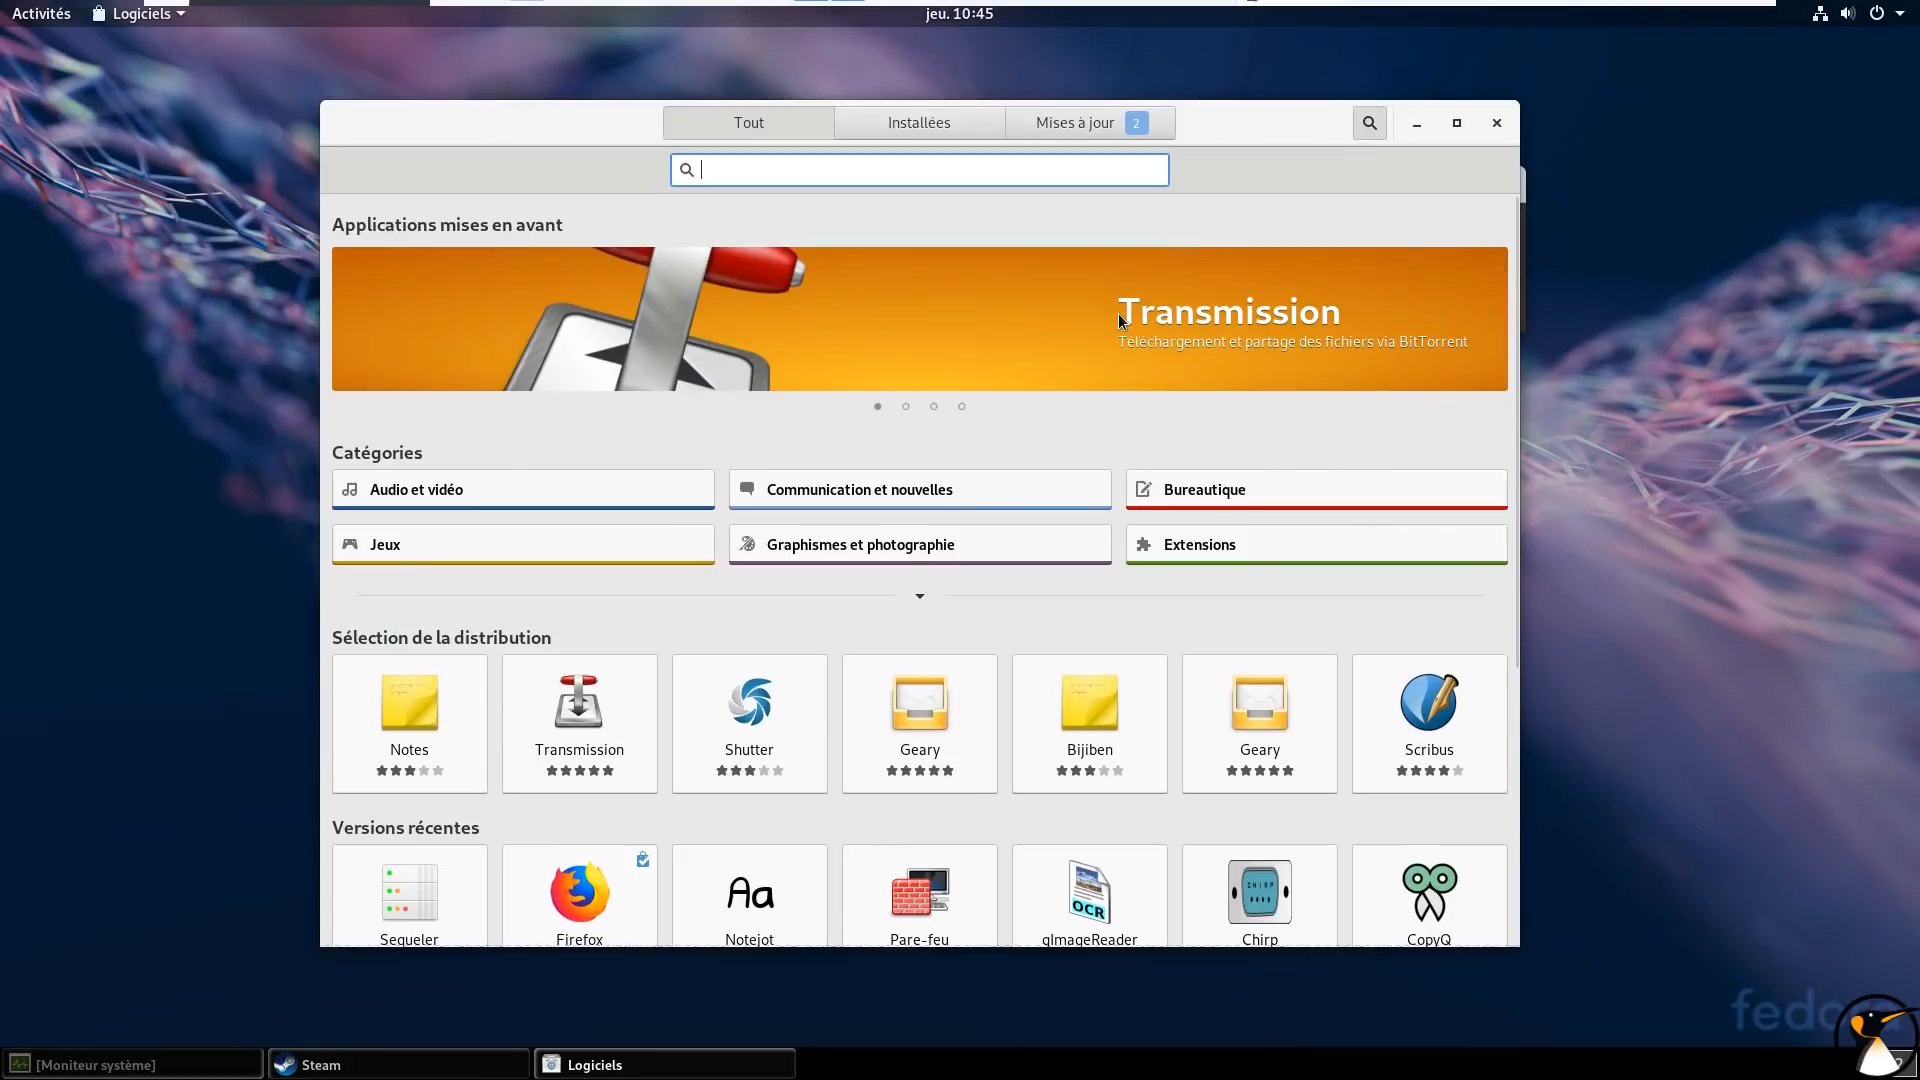 Activités
Logiciels
jeu. 10:45
Tout
Installées
Mises à jour 2
Applications mises en avant
Transmission
Téléchargement et partage des fichiers via BitTorrent
Catégories
Audio et vidéo
Communication et nouvelles
Bureautique
Jeux
Graphismes et photographie
Extensions
Sélection de la distribution
Notes
Transmission
Shutter
Geary
Bijiben
Geary
Scribus
Versions récentes
Aa
OCR
CHIRP
Sequeler
Firefox
Notejot
Pare-feu
gImageReader
Chirp
CopyQ
[Moniteur système]
Steam
Logiciels